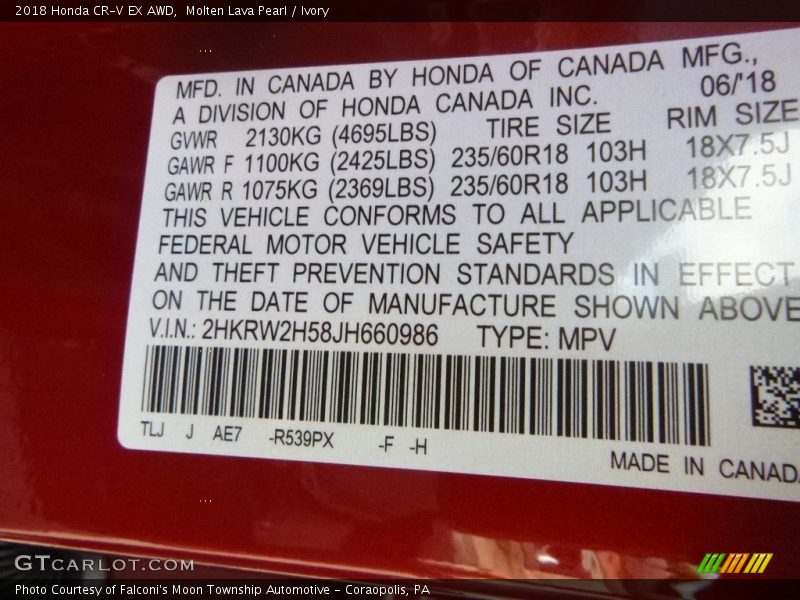 2018 Honda CR-V EX AWD,  Molten Lava Pearl / Ivory
MFD. IN CANADA BY HONDA OF CANADA MFG.,
A DIVISION OF HONDA CANADA INC. 06/'18
GVWR 2130KG (4695LBS) TIRE SIZE RIM SIZE
GAWR F 1100KG (2425LBS) 235/60R18 103H 18X7.5J
GAWR R 1075KG (2369LBS) 235/60R18 103H 18X7.5J
THIS VEHICLE CONFORMS TO ALL APPLICABLE
FEDERAL MOTOR VEHICLE SAFETY
AND THEFT PREVENTION STANDARDS IN EFFECT
ON THE DATE OF MANUFACTURE SHOWN ABOVE
V.I.N.: 2HKRW2H58JH660986 TYPE: MPV
TLJ J AE7 -R539PX -F -H
MADE IN CANADA
GTCARLOT.COM
Photo Courtesy of Falconi's Moon Township Automotive - Coraopolis, PA